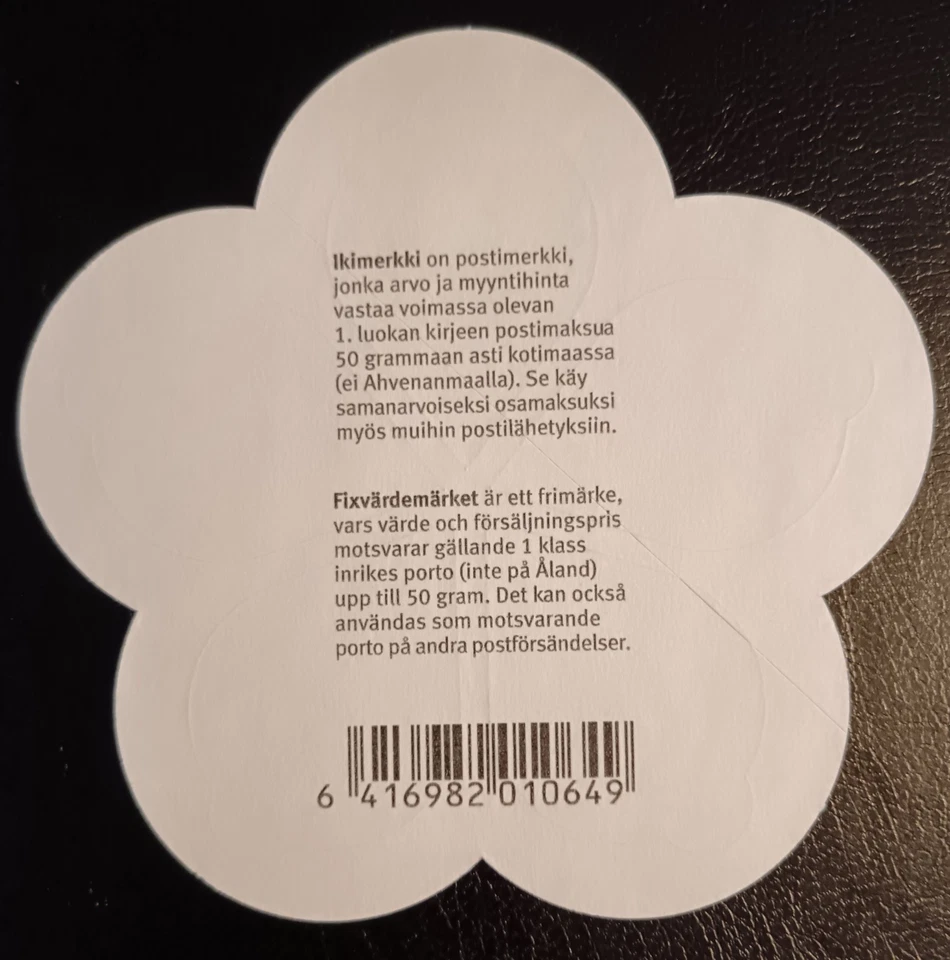 Ikimerkki on postimerkki,
jonka arvo ja myyntihinta
vastaa voimassa olevan
1. luokan kirjeen postimaksua
50 grammaan asti kotimaassa
(ei Ahvenanmaalla). Se käy
samanarvoiseksi osamaksuksi
myös muihin postilähetyksiin.
Fixvärdemärket är ett frimärke,
vars värde och försäljningspris
motsvarar gällande 1 klass
inrikes porto (inte på Åland)
upp till 50 gram. Det kan också
användas som motsvarande
porto på andra postförsändelser.
6 416982 010649